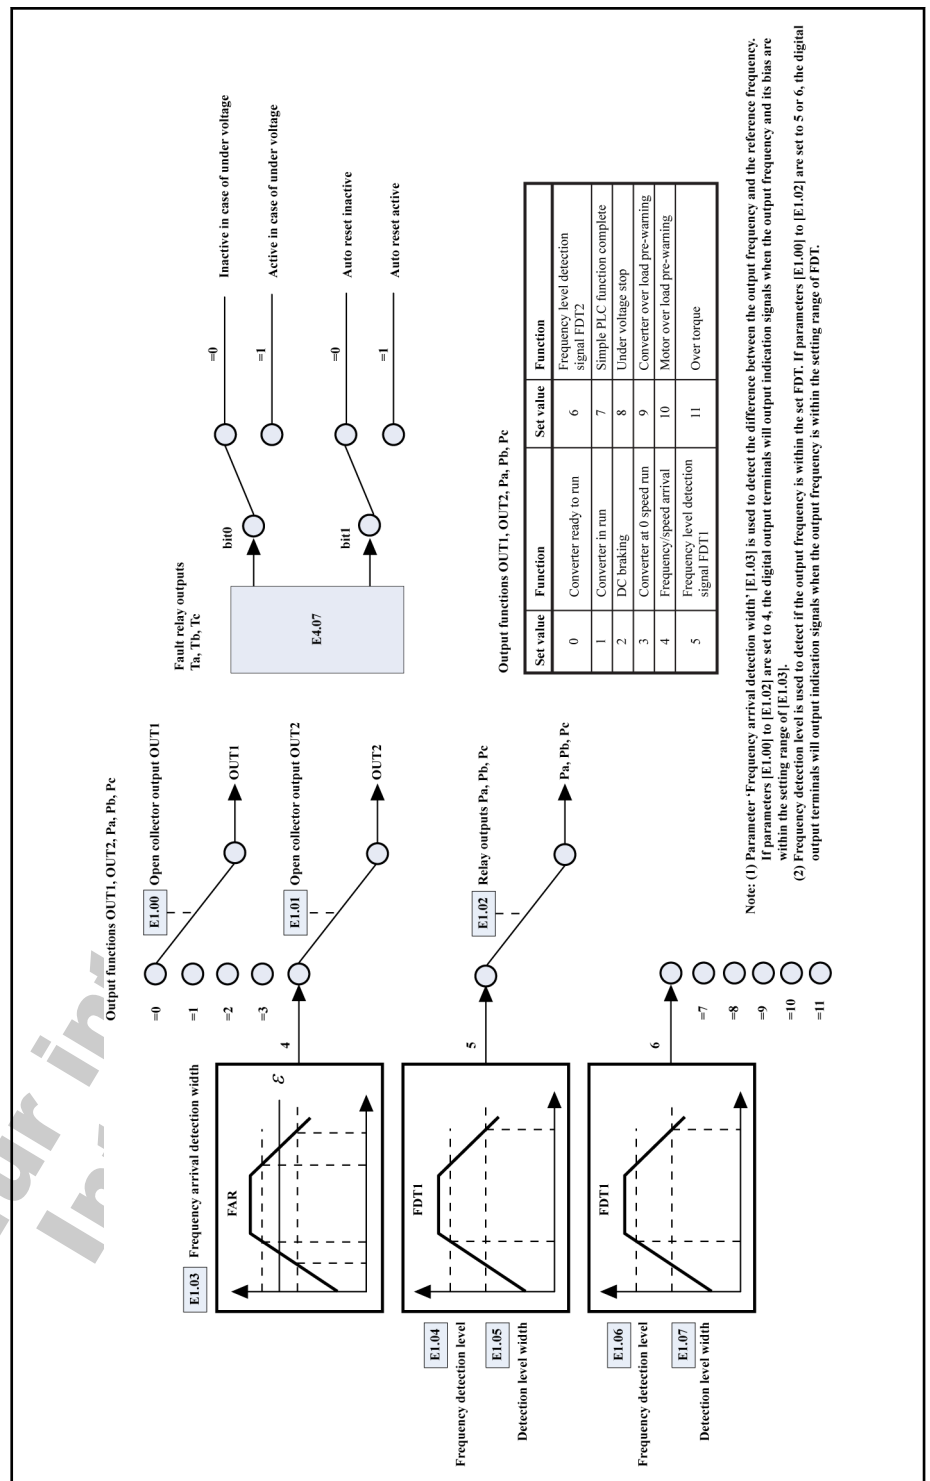 Output functions OUT1, OUT2, Pa, Pb, Pc
E1.03 Frequency arrival detection width
FAR
ε
4
=0
=1
=2
=3
E1.00 Open collector output OUT1
OUT1
E1.01 Open collector output OUT2
OUT2
E1.04
Frequency detection level
E1.05
Detection level width
FDT1
5
E1.02 Relay outputs Pa, Pb, Pc
Pa, Pb, Pc
E1.06
Frequency detection level
E1.07
Detection level width
FDT1
6
=7
=8
=9
=10
=11
Fault relay outputs
Ta, Tb, Tc
E4.07
bit0
=0 Inactive in case of under voltage
=1 Active in case of under voltage
bit1
=0 Auto reset inactive
=1 Auto reset active
Output functions OUT1, OUT2, Pa, Pb, Pc
Set value Function Set value Function
0 Converter ready to run 6 Frequency level detection
signal FDT2
1 Converter in run 7 Simple PLC function complete
2 DC braking 8 Under voltage stop
3 Converter at 0 speed run 9 Converter over load pre-warning
4 Frequency/speed arrival 10 Motor over load pre-warning
5 Frequency level detection
signal FDT1 11 Over torque
Note: (1) Parameter ‘Frequency arrival detection width’ [E1.03] is used to detect the difference between the output frequency and the reference frequency.
If parameters [E1.00] to [E1.02] are set to 4, the digital output terminals will output indication signals when the output frequency and its bias are
within the setting range of [E1.03].
(2) Frequency detection level is used to detect if the output frequency is within the set FDT. If parameters [E1.00] to [E1.02] are set to 5 or 6, the digital
output terminals will output indication signals when the output frequency is within the setting range of FDT.